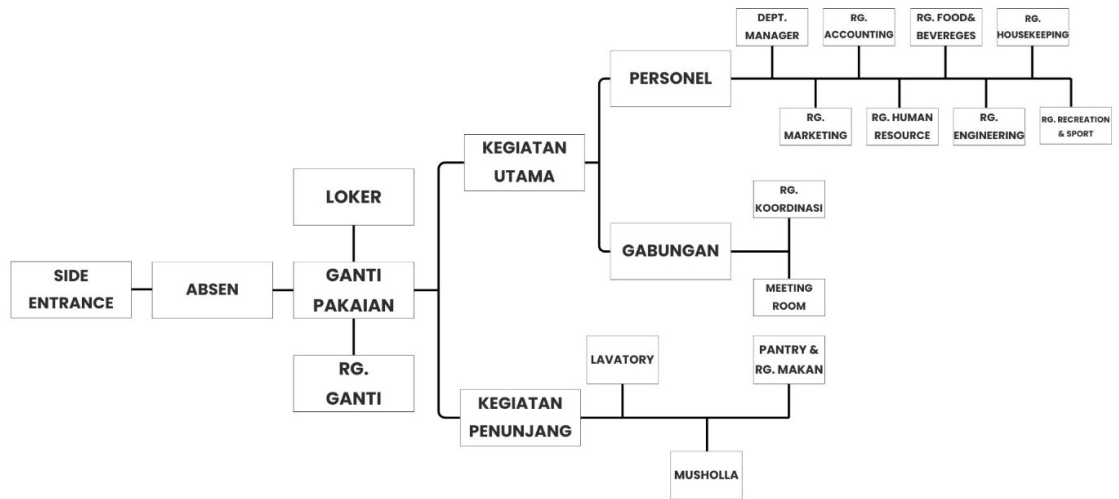 DEPT.
MANAGER
RG.
ACCOUNTING
RG. FOOD&
BEVEREGES
RG.
HOUSEKEEPING
PERSONEL
RG.
MARKETING
RG. HUMAN
RESOURCE
RG.
ENGINEERING
RG. RECREATION
& SPORT
KEGIATAN
UTAMA
LOKER
RG.
KOORDINASI
GABUNGAN
SIDE
ENTRANCE
ABSEN
GANTI
PAKAIAN
MEETING
ROOM
RG.
GANTI
LAVATORY
PANTRY &
RG. MAKAN
KEGIATAN
PENUNJANG
MUSHOLLA